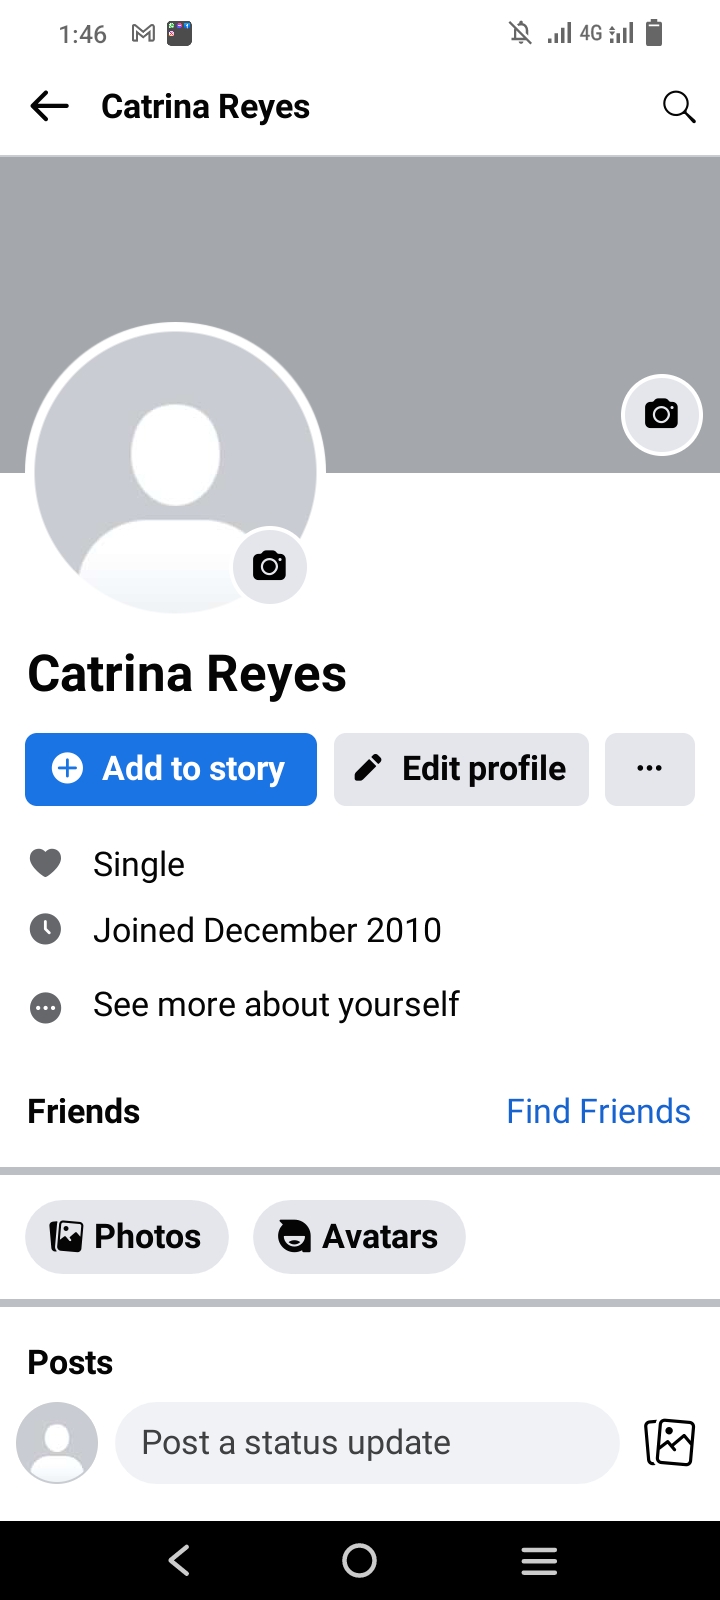 1:46 4G
Catrina Reyes
Catrina Reyes
Add to story Edit profile
Single
Joined December 2010
See more about yourself
Friends Find Friends
Photos Avatars
Posts
Post a status update